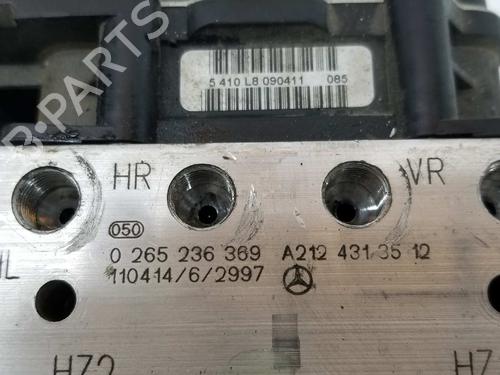 5 410 L8 090411 085
B-PARTS
HR VR
050
0 265 236 369 A212 431 35 12
110414/6/2997
HZ2 HZ